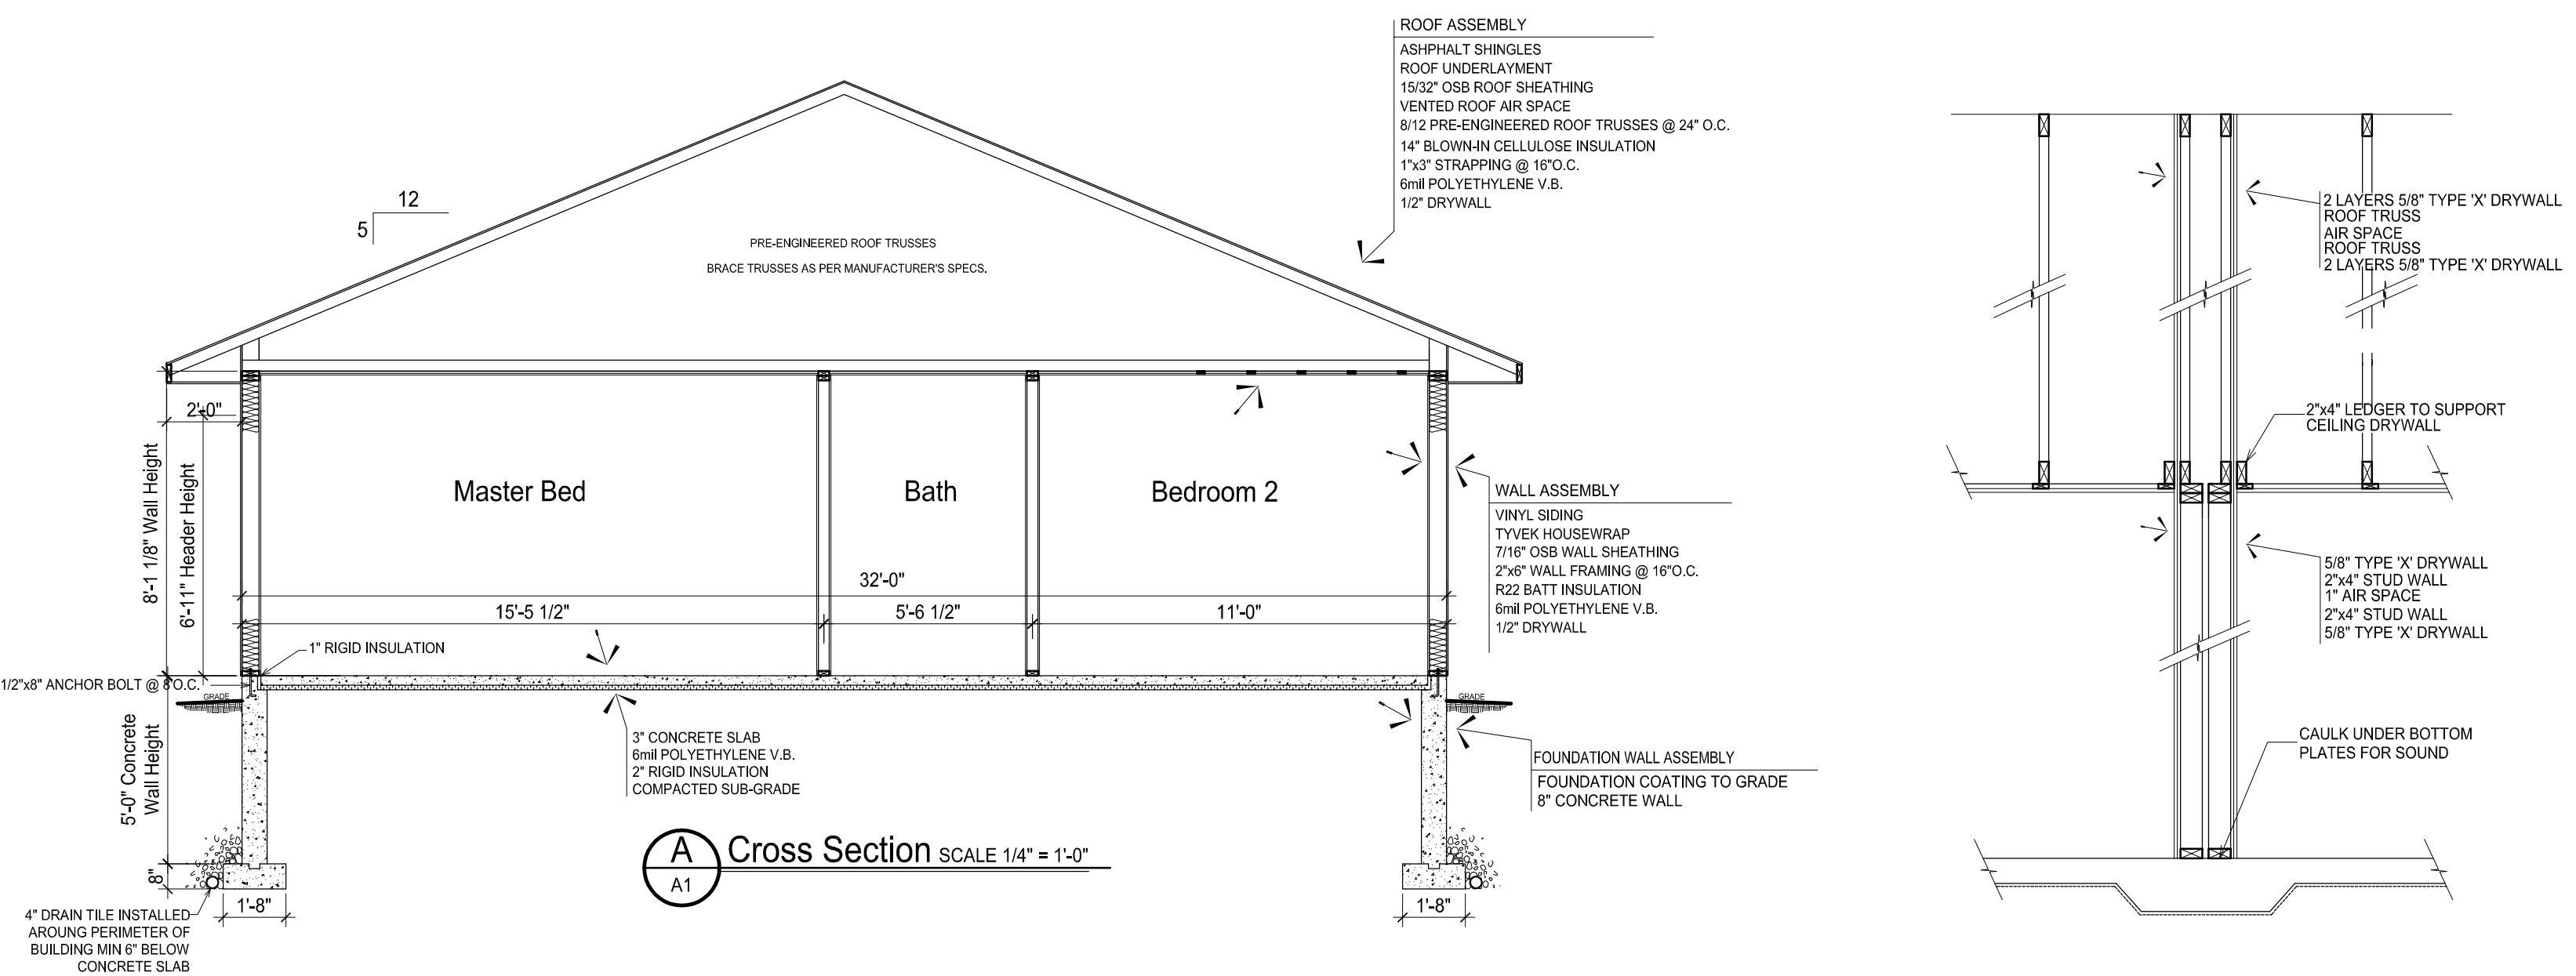 ROOF ASSEMBLY
ASHPHALT SHINGLES
ROOF UNDERLAYMENT
15/32" OSB ROOF SHEATHING
VENTED ROOF AIR SPACE
8/12 PRE-ENGINEERED ROOF TRUSSES @ 24" O.C.
14" BLOWN-IN CELLULOSE INSULATION
1"x3" STRAPPING @ 16"O.C.
6mil POLYETHYLENE V.B.
1/2" DRYWALL
12
5
PRE-ENGINEERED ROOF TRUSSES
BRACE TRUSSES AS PER MANUFACTURER'S SPECS.
2'-0"
8'-1 1/8" Wall Height
6'-11" Header Height
Master Bed
Bath
Bedroom 2
32'-0"
15'-5 1/2"
5'-6 1/2"
11'-0"
1" RIGID INSULATION
1/2"x8" ANCHOR BOLT @ 8'O.C.
GRADE
GRADE
WALL ASSEMBLY
VINYL SIDING
TYVEK HOUSEWRAP
7/16" OSB WALL SHEATHING
2"x6" WALL FRAMING @ 16"O.C.
R22 BATT INSULATION
6mil POLYETHYLENE V.B.
1/2" DRYWALL
5'-0" Concrete
Wall Height
3" CONCRETE SLAB
6mil POLYETHYLENE V.B.
2" RIGID INSULATION
COMPACTED SUB-GRADE
FOUNDATION WALL ASSEMBLY
FOUNDATION COATING TO GRADE
8" CONCRETE WALL
8"
1'-8"
1'-8"
4" DRAIN TILE INSTALLED
AROUNG PERIMETER OF
BUILDING MIN 6" BELOW
CONCRETE SLAB
A
A1
Cross Section SCALE 1/4" = 1'-0"
2 LAYERS 5/8" TYPE 'X' DRYWALL
ROOF TRUSS
AIR SPACE
ROOF TRUSS
2 LAYERS 5/8" TYPE 'X' DRYWALL
2"x4" LEDGER TO SUPPORT
CEILING DRYWALL
5/8" TYPE 'X' DRYWALL
2"x4" STUD WALL
1" AIR SPACE
2"x4" STUD WALL
5/8" TYPE 'X' DRYWALL
CAULK UNDER BOTTOM
PLATES FOR SOUND